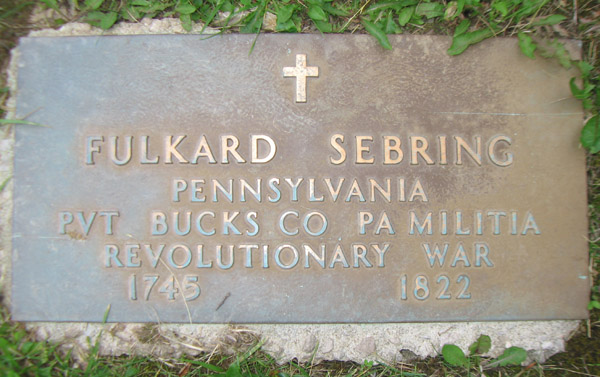 FULKARD SEBRING
PENNSYLVANIA
PVT BUCKS CO PA MILITIA
REVOLUTIONARY WAR
1745 1822